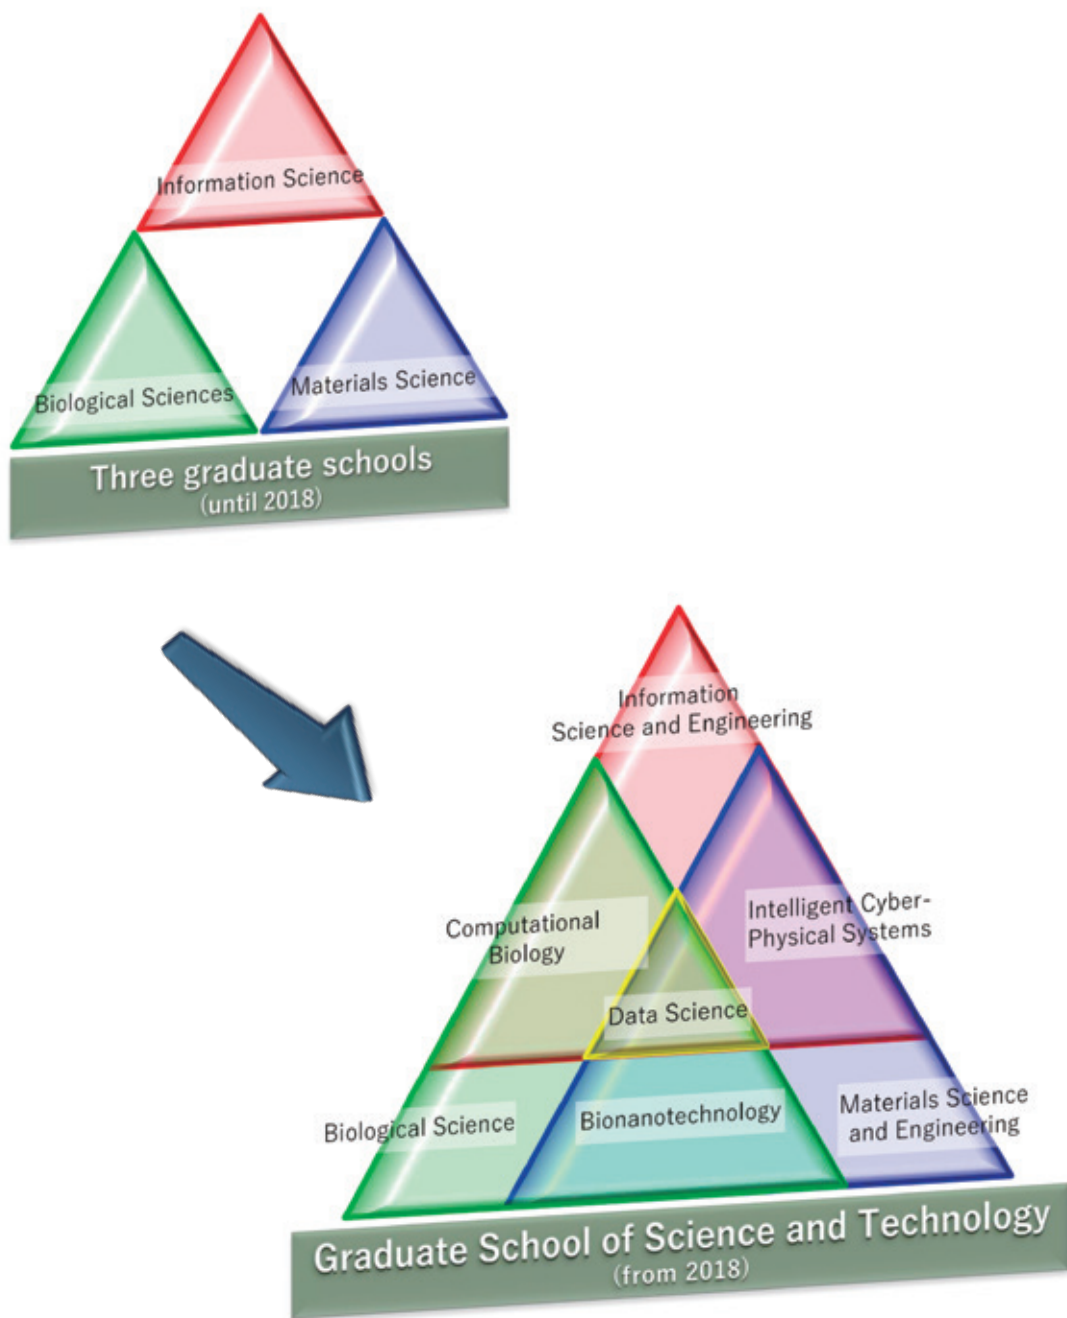 Information Science
Biological Sciences
Materials Science
Three graduate schools
(until 2018)
Information
Science and Engineering
Computational
Biology
Intelligent Cyber-
Physical Systems
Data Science
Biological Science
Bionanotechnology
Materials Science
and Engineering
Graduate School of Science and Technology
(from 2018)